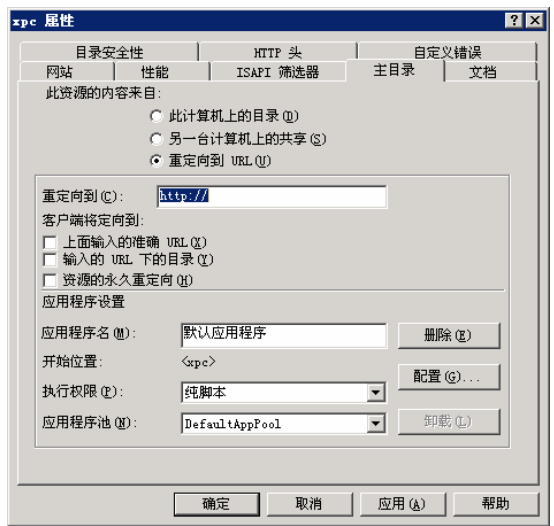 xpc 属性
目录安全性 HTTP 头 自定义错误
网站 性能 ISAPI 筛选器 主目录 文档
此资源的内容来自:
此计算机上的目录(D)
另一台计算机上的共享(S)
重定向到 URL(U)
重定向到(C): http://
客户端将定向到:
上面输入的准确 URL(X)
输入的 URL 下的目录(Y)
资源的永久重定向(H)
应用程序设置
应用程序名(M): 默认应用程序 删除(E)
开始位置: <xpc>
配置(G)...
执行权限(P): 纯脚本
应用程序池(N): DefaultAppPool 卸载(L)
确定 取消 应用(A) 帮助